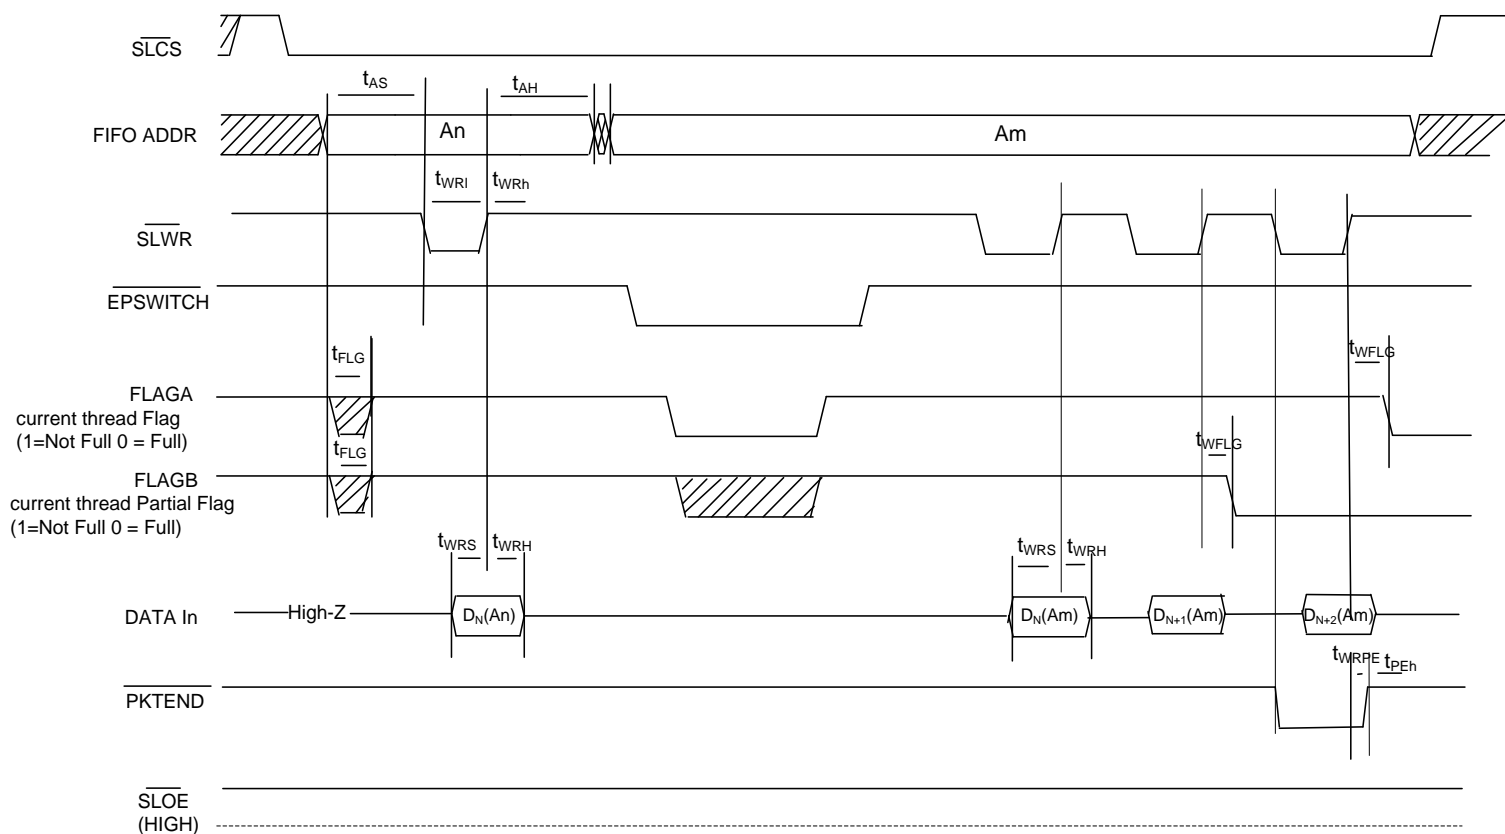 SLCS
tAS
tAH
FIFO ADDR
An
Am
tWRl
tWRh
SLWR
EPSWITCH
tFLG
tWFLG
FLAGA
current thread Flag
(1=Not Full 0 = Full)
tFLG
tWFLG
FLAGB
current thread Partial Flag
(1=Not Full 0 = Full)
tWRS
tWRH
tWRS
tWRH
DATA In
High-Z
DN(An)
DN(Am)
DN+1(Am)
DN+2(Am)
tWRPE
tPEh
PKTEND
SLOE
(HIGH)